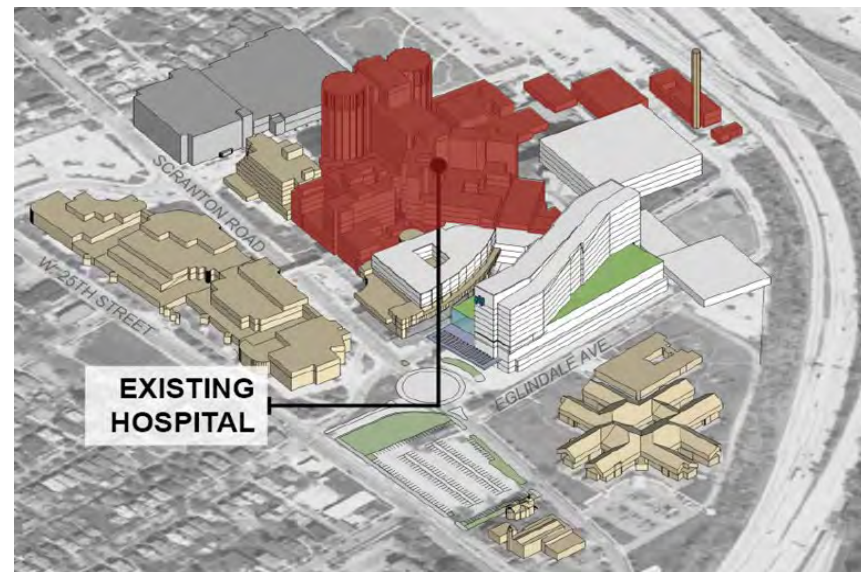 SCRANTON ROAD
W. 25TH STREET
EXISTING
HOSPITAL
EGLINDALE AVE